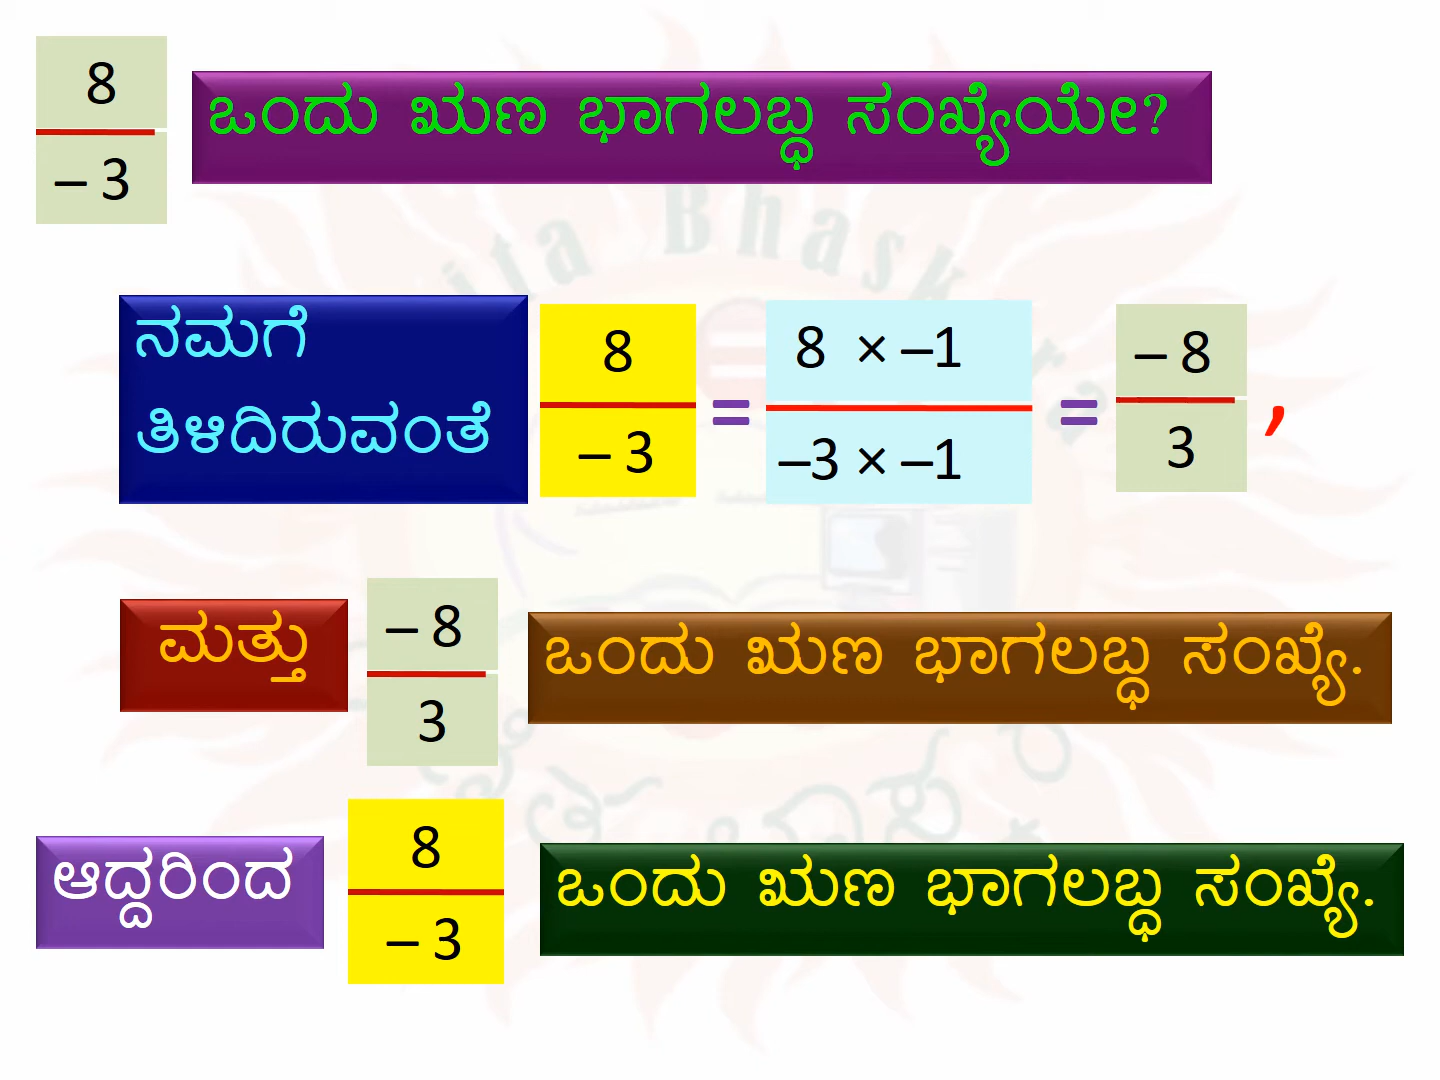 8
– 3
ಒಂದು ಋಣ ಭಾಗಲಬ್ಧ ಸಂಖ್ಯೆಯೇ?
ನಮಗೆ
ತಿಳಿದಿರುವಂತೆ
8
– 3
=
8 × –1
–3 × –1
=
– 8
3
,
ಮತ್ತು
– 8
3
ಒಂದು ಋಣ ಭಾಗಲಬ್ಧ ಸಂಖ್ಯೆ.
ಆದ್ದರಿಂದ
8
– 3
ಒಂದು ಋಣ ಭಾಗಲಬ್ಧ ಸಂಖ್ಯೆ.